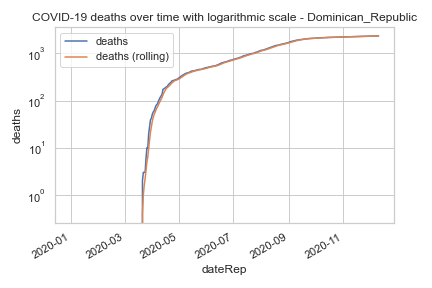 COVID-19 deaths over time with logarithmic scale - Dominican_Republic
deaths
deaths (rolling)
10³
10²
10¹
10⁰
deaths
2020-01
2020-03
2020-05
2020-07
2020-09
2020-11
dateRep